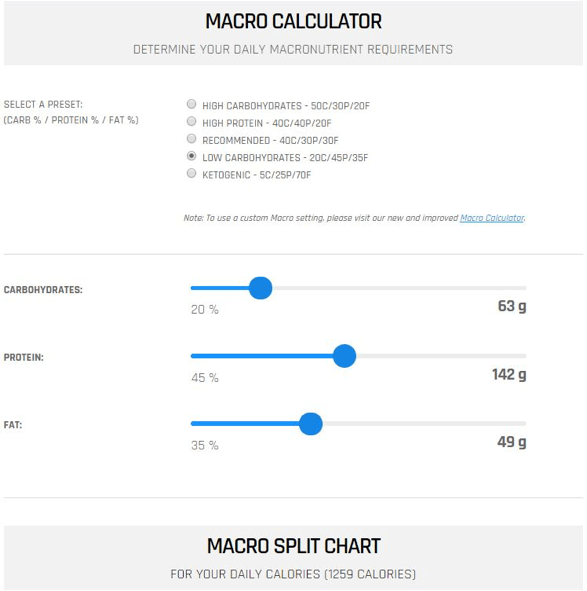 MACRO CALCULATOR
DETERMINE YOUR DAILY MACRONUTRIENT REQUIREMENTS
SELECT A PRESET:
(CARB % / PROTEIN % / FAT %)
HIGH CARBOHYDRATES - 50C/30P/20F
HIGH PROTEIN - 40C/40P/20F
RECOMMENDED - 40C/30P/30F
LOW CARBOHYDRATES - 20C/45P/35F
KETOGENIC - 5C/25P/70F
Note: To use a custom Macro setting, please visit our new and improved Macro Calculator.
CARBOHYDRATES:
20 % 63 g
PROTEIN:
45 % 142 g
FAT:
35 % 49 g
MACRO SPLIT CHART
FOR YOUR DAILY CALORIES (1259 CALORIES)